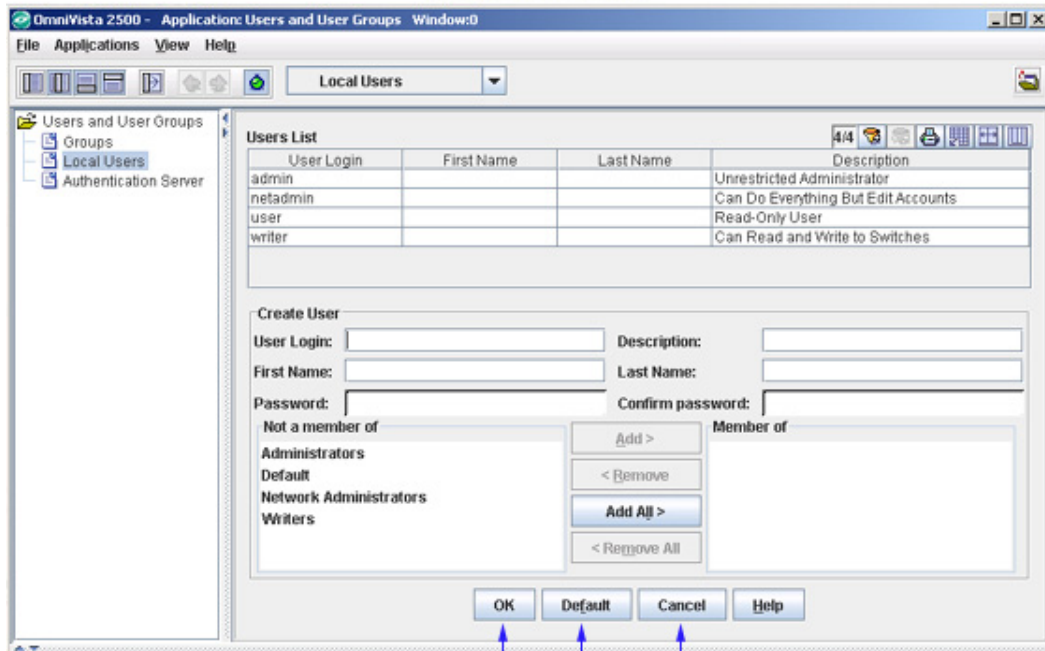 OmniVista 2500 - Application: Users and User Groups Window:0
File Applications View Help
Local Users
Users and User Groups
Groups
Local Users
Authentication Server
Users List
4/4
User Login First Name Last Name Description
admin Unrestricted Administrator
netadmin Can Do Everything But Edit Accounts
user Read-Only User
writer Can Read and Write to Switches
Create User
User Login: Description:
First Name: Last Name:
Password: Confirm password:
Not a member of
Administrators
Default
Network Administrators
Writers
Add >
< Remove
Add All >
< Remove All
Member of
OK Default Cancel Help